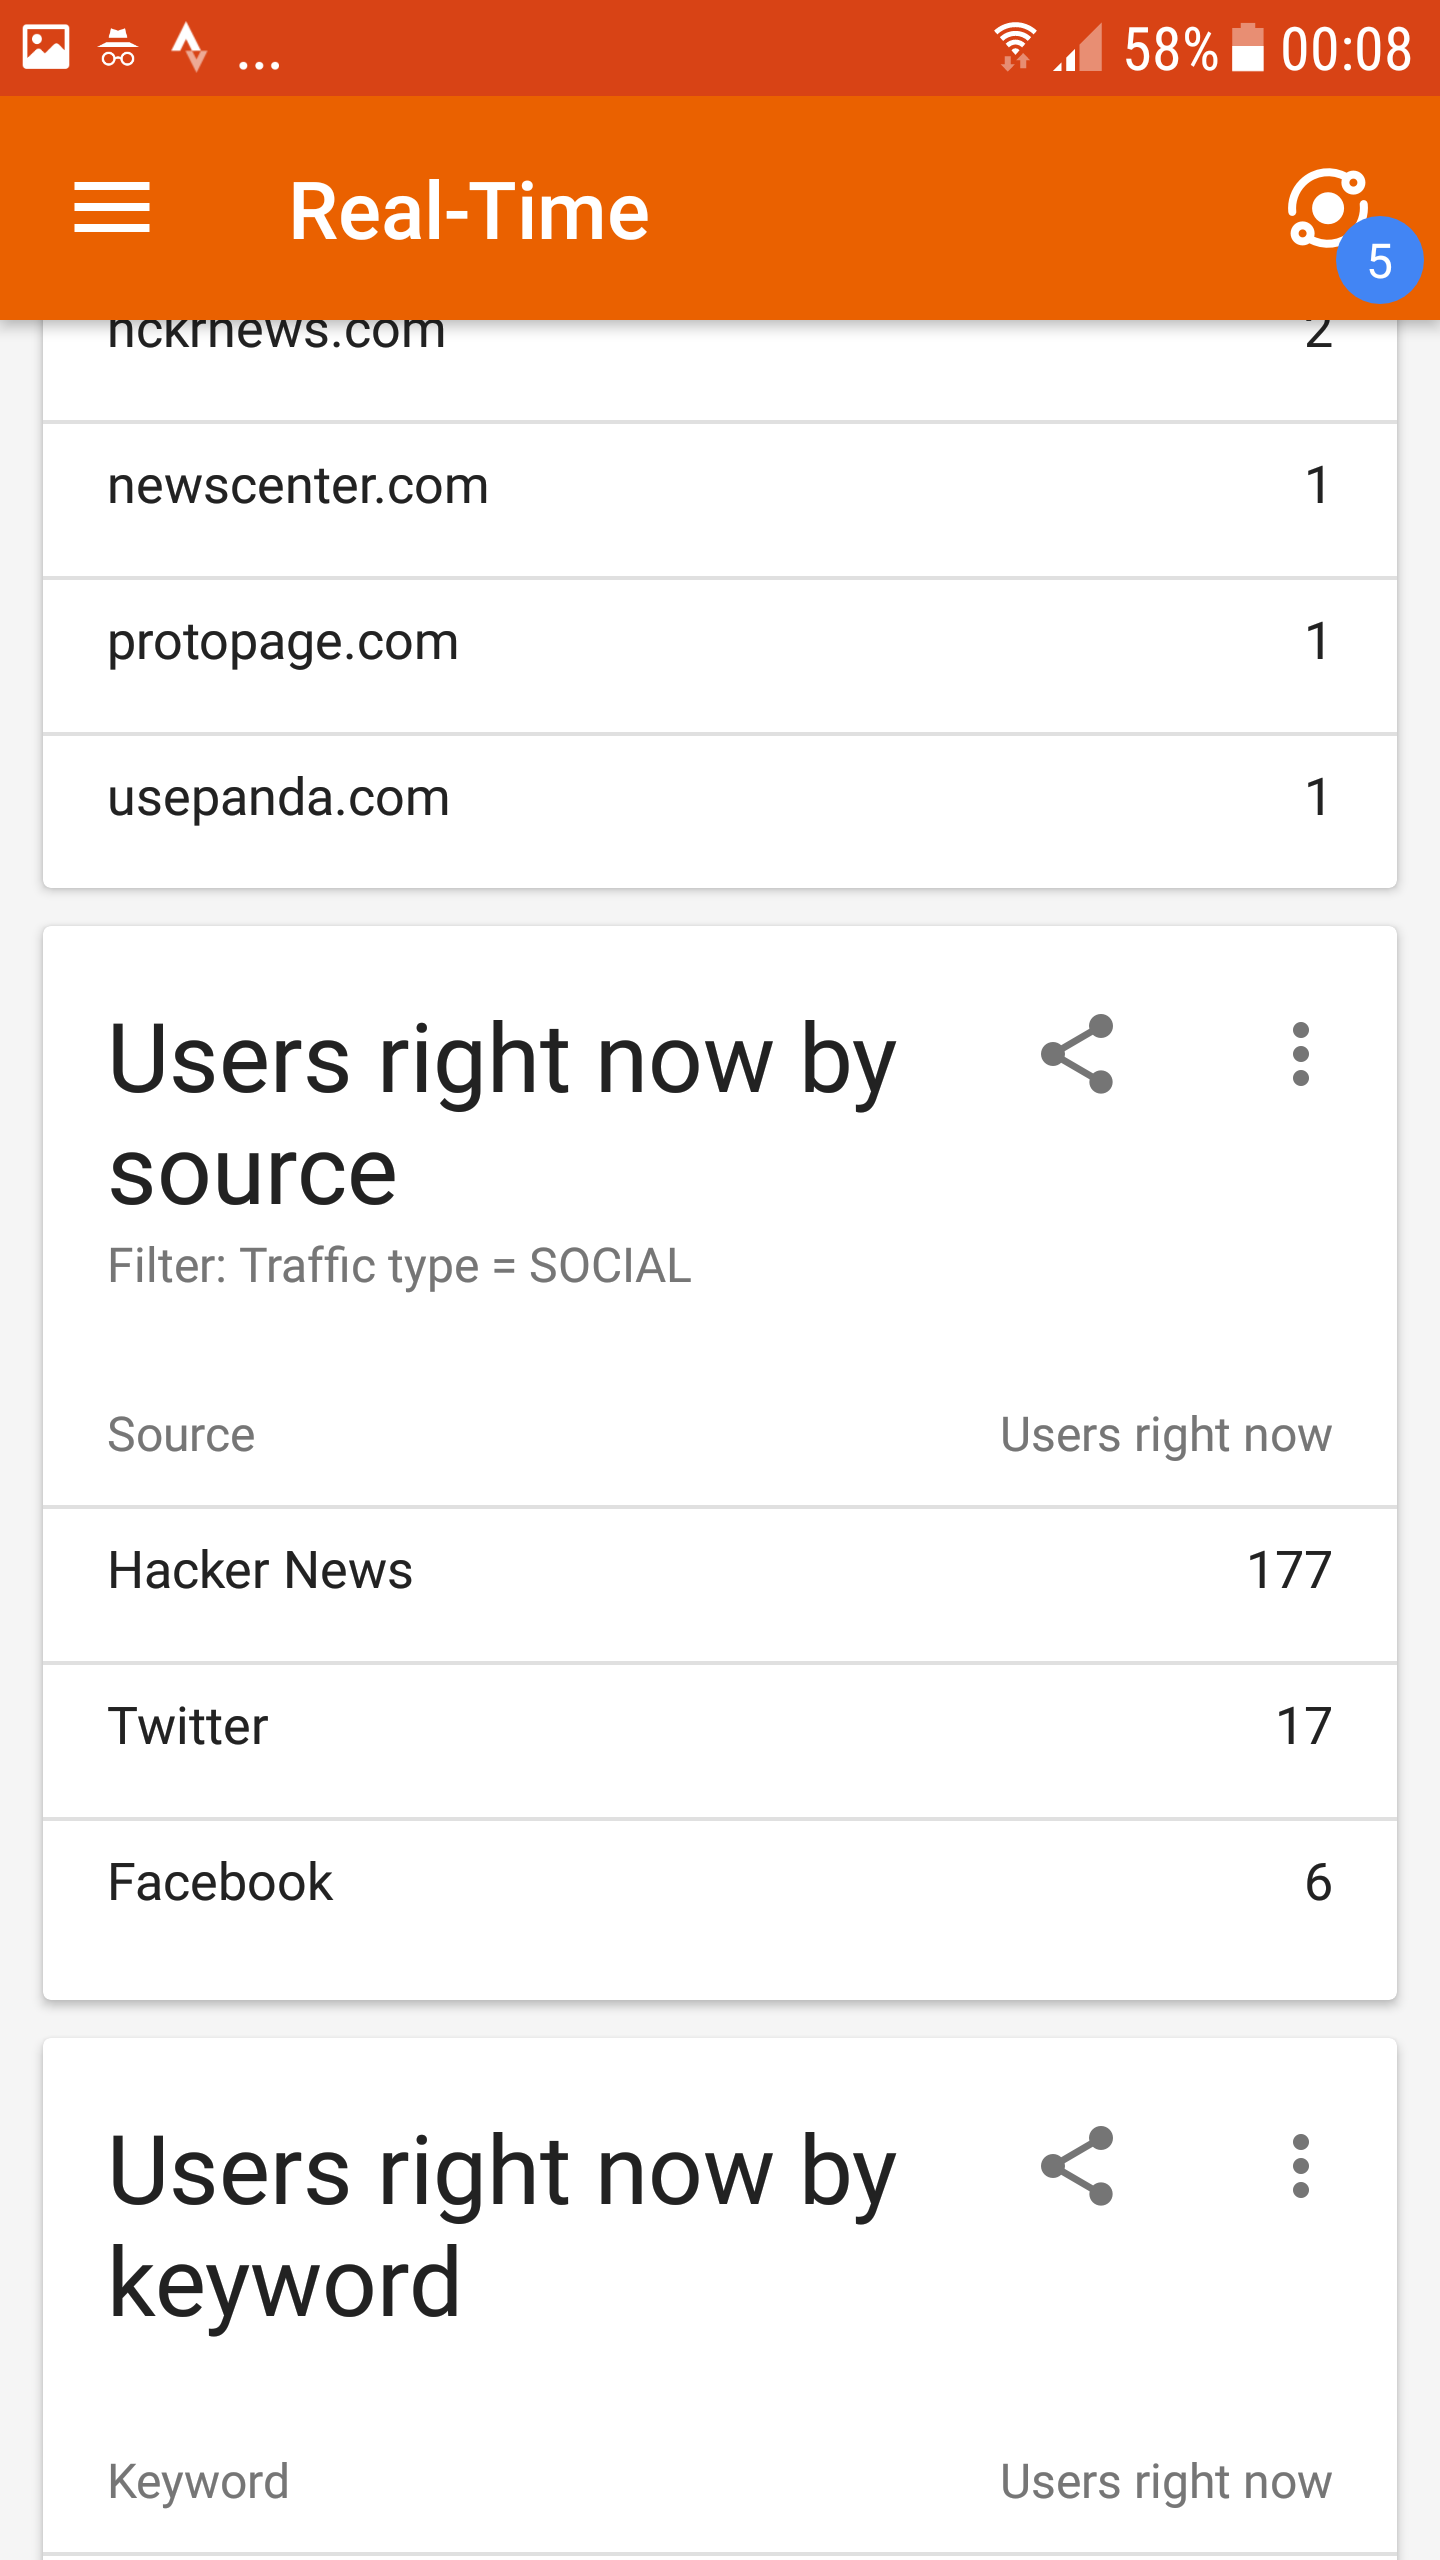 ... 58% 00:08
Real-Time
5
hckrnews.com 2
newscenter.com 1
protopage.com 1
usepanda.com 1
Users right now by
source
Filter: Traffic type = SOCIAL
Source Users right now
Hacker News 177
Twitter 17
Facebook 6
Users right now by
keyword
Keyword Users right now